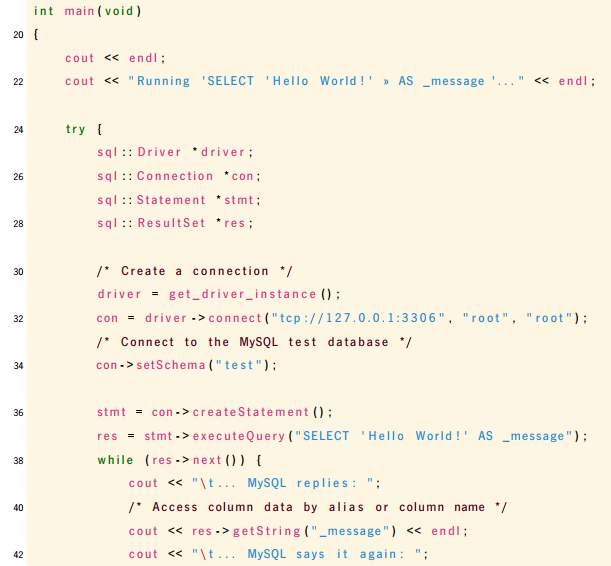 int main(void)
20 {
cout << endl;
22 cout << "Running 'SELECT 'Hello World!' » AS _message'..." << endl;
24 try {
sql::Driver *driver;
26 sql::Connection *con;
sql::Statement *stmt;
28 sql::ResultSet *res;
30 /* Create a connection */
driver = get_driver_instance();
32 con = driver->connect("tcp://127.0.0.1:3306", "root", "root");
/* Connect to the MySQL test database */
34 con->setSchema("test");
36 stmt = con->createStatement();
res = stmt->executeQuery("SELECT 'Hello World!' AS _message");
38 while (res->next()) {
cout << "\t... MySQL replies: ";
40 /* Access column data by alias or column name */
cout << res->getString("_message") << endl;
42 cout << "\t... MySQL says it again: ";